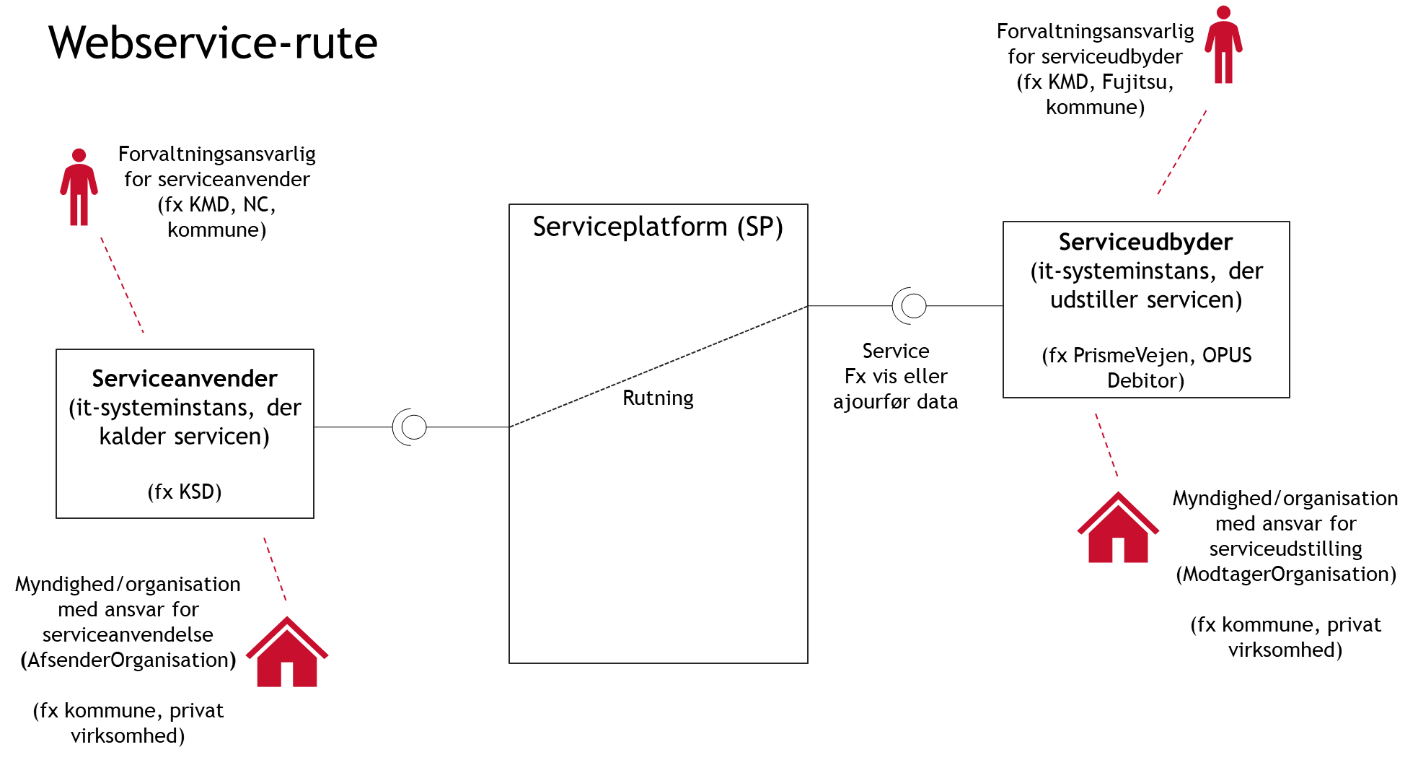 Webservice-rute
Forvaltningsansvarlig
for serviceanvender
(fx KMD, NC,
kommune)
Serviceanvender
(it-systeminstans, der
kalder servicen)
(fx KSD)
Myndighed/organisation
med ansvar for
serviceanvendelse
(AfsenderOrganisation)
(fx kommune, privat
virksomhed)
Serviceplatform (SP)
Rutning
Service
Fx vis eller
ajourfør data
Forvaltningsansvarlig
for serviceudbyder
(fx KMD, Fujitsu,
kommune)
Serviceudbyder
(it-systeminstans, der
udstiller servicen)
(fx PrismeVejen, OPUS
Debitor)
Myndighed/organisation
med ansvar for
serviceudstilling
(ModtagerOrganisation)
(fx kommune, privat
virksomhed)